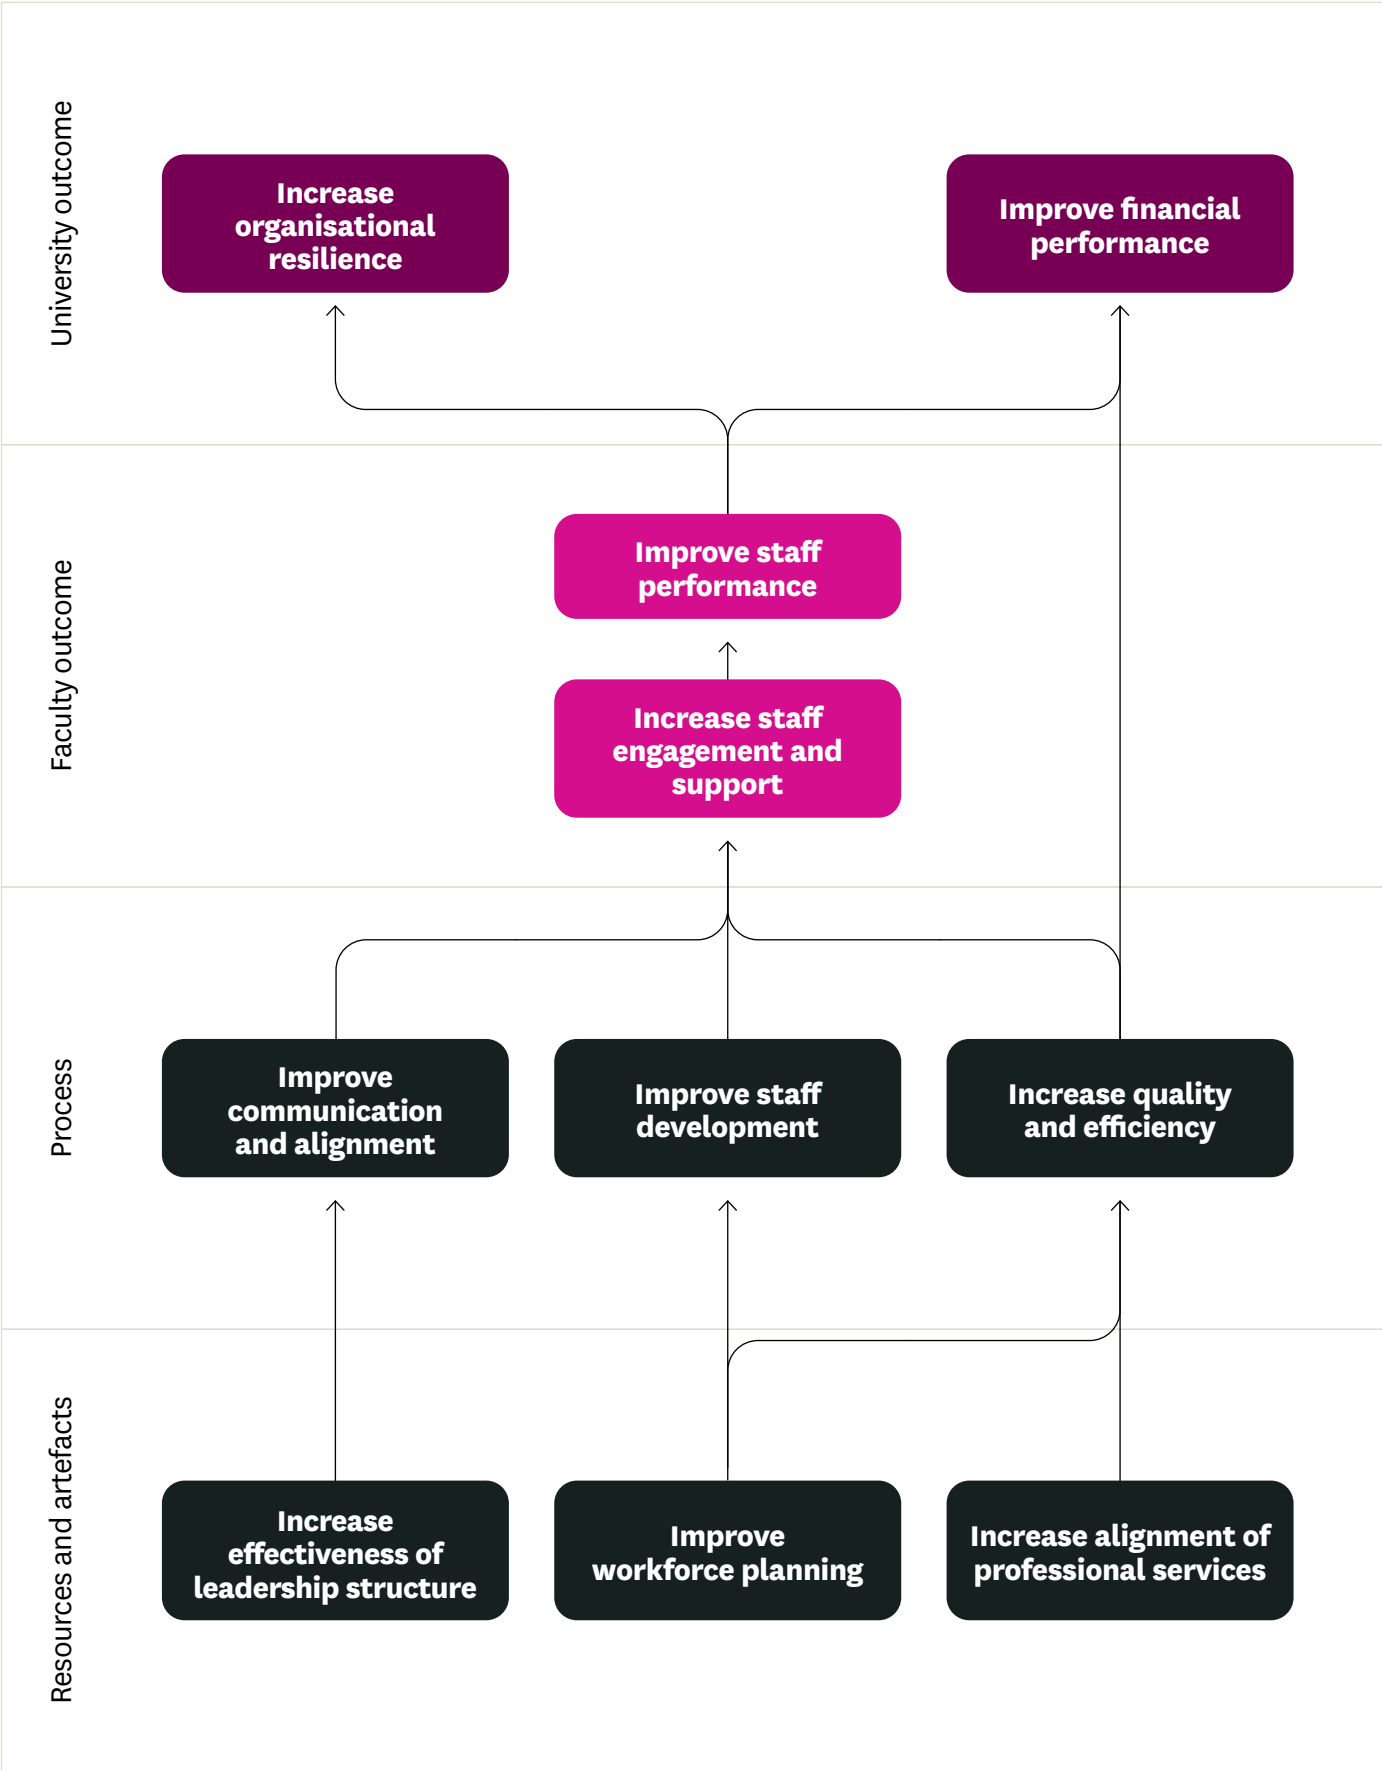 University outcome
Increase
organisational
resilience
Improve financial
performance
Faculty outcome
Improve staff
performance
Increase staff
engagement and
support
Process
Improve
communication
and alignment
Improve staff
development
Increase quality
and efficiency
Resources and artefacts
Increase
effectiveness of
leadership structure
Improve
workforce planning
Increase alignment of
professional services